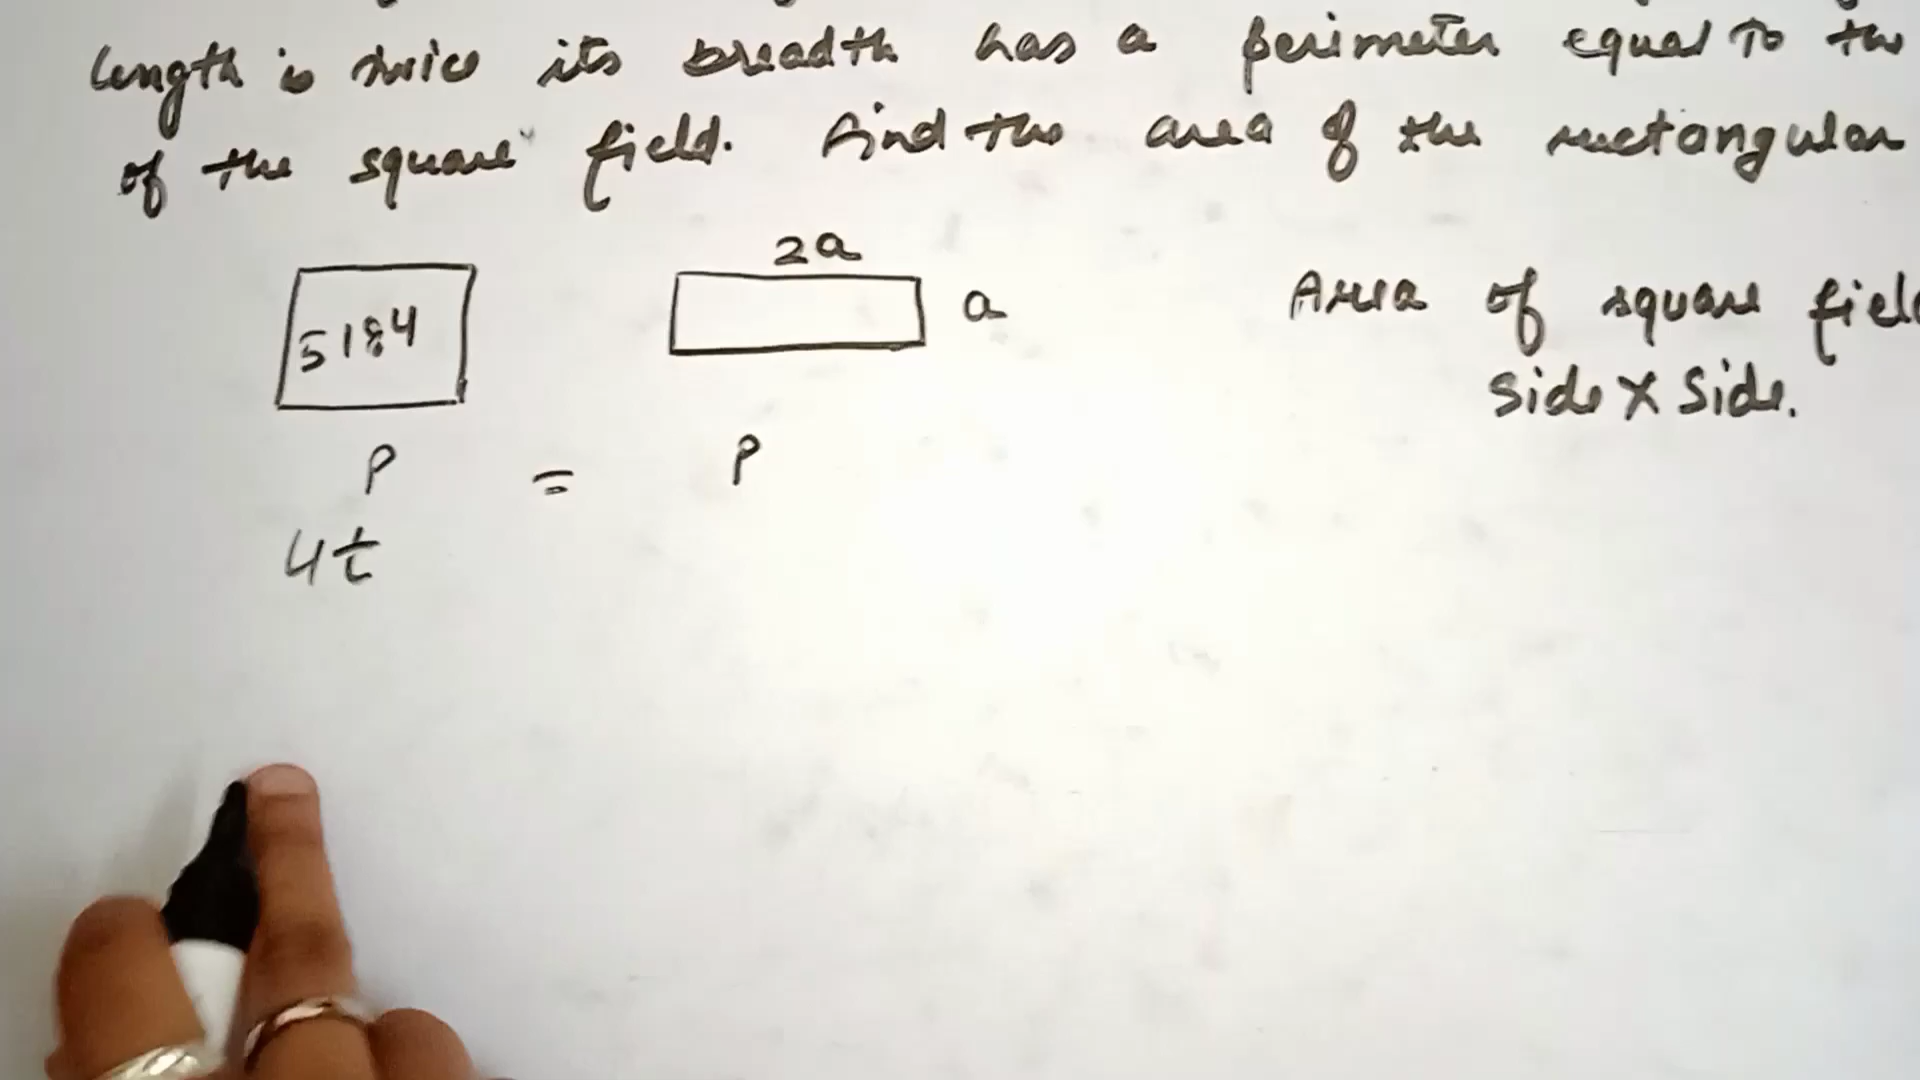 length is twice its breadth has a perimeter equal to the
of the square field. find the area of the rectangular
2a
5184
a
Area of square field
side × side.
P = P
4t